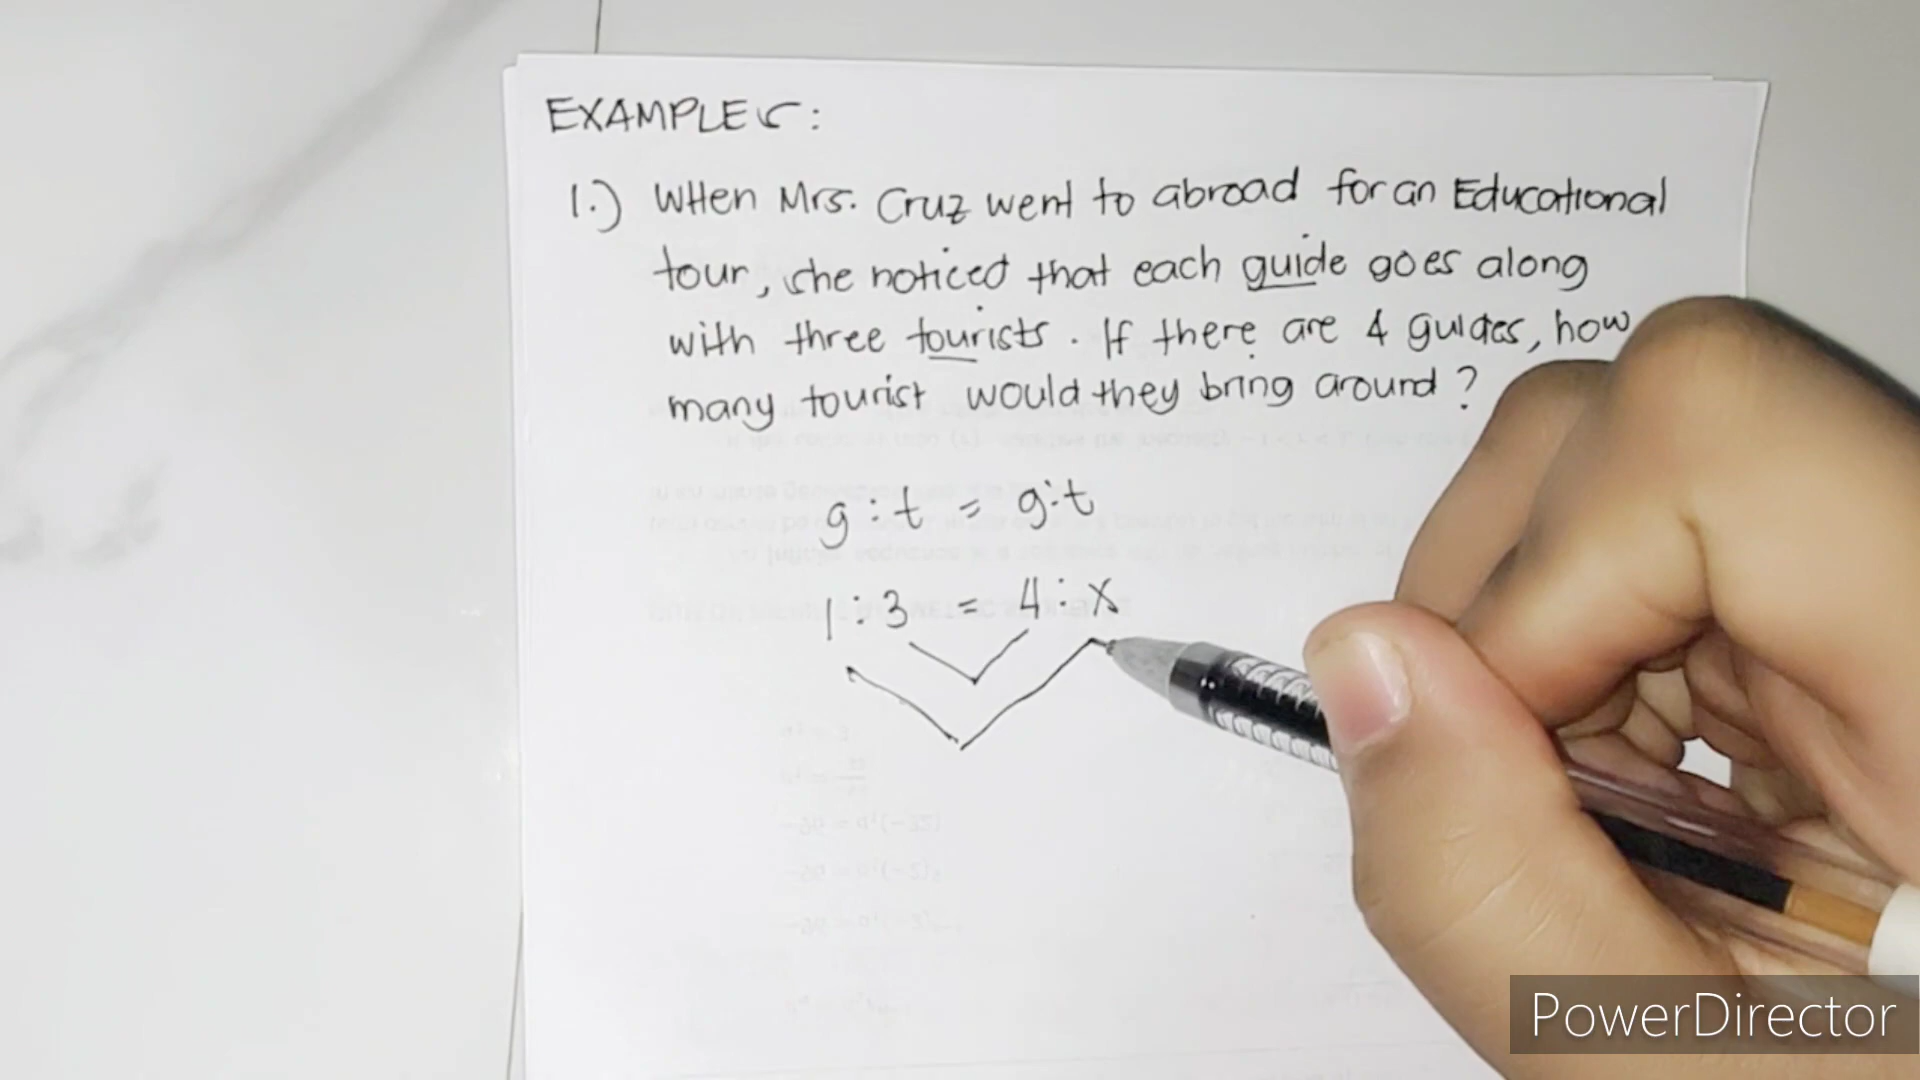 EXAMPLES:
1.) WHen Mrs. Cruz went to abroad for an Educational
tour, she noticed that each guide goes along
with three tourists. If there are 4 guides, how
many tourist would they bring around?
g : t = g : t
1 : 3 = 4 : x
PowerDirector